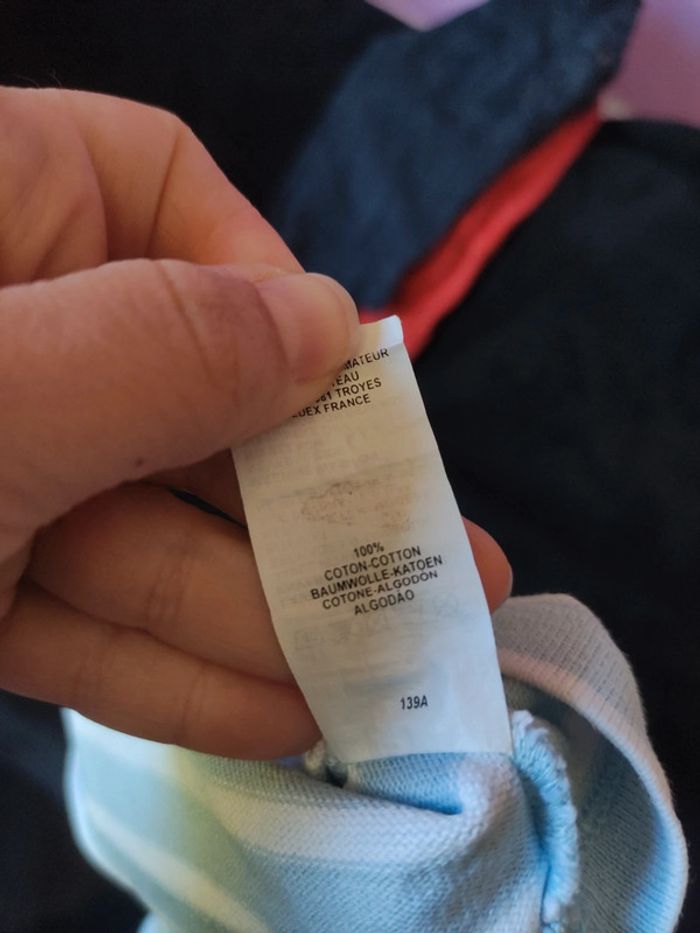 TROYES
FRANCE
100%
COTON-COTTON
BAUMWOLLE-KATOEN
COTONE-ALGODÓN
ALGODÃO
139A